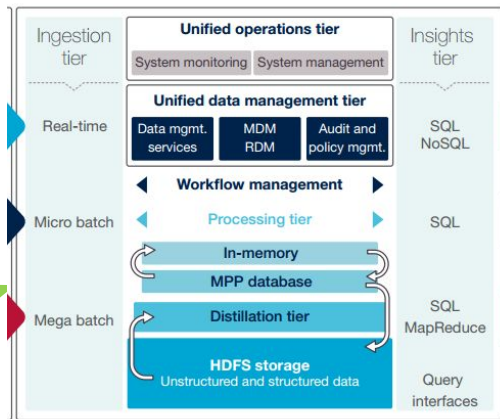 Ingestion
tier
Unified operations tier
System monitoring
System management
Insights
tier
Real-time
Unified data management tier
Data mgmt.
services
MDM
RDM
Audit and
policy mgmt.
SQL
NoSQL
Workflow management
Micro batch
Processing tier
SQL
In-memory
MPP database
Mega batch
Distillation tier
SQL
MapReduce
HDFS storage
Unstructured and structured data
Query
interfaces